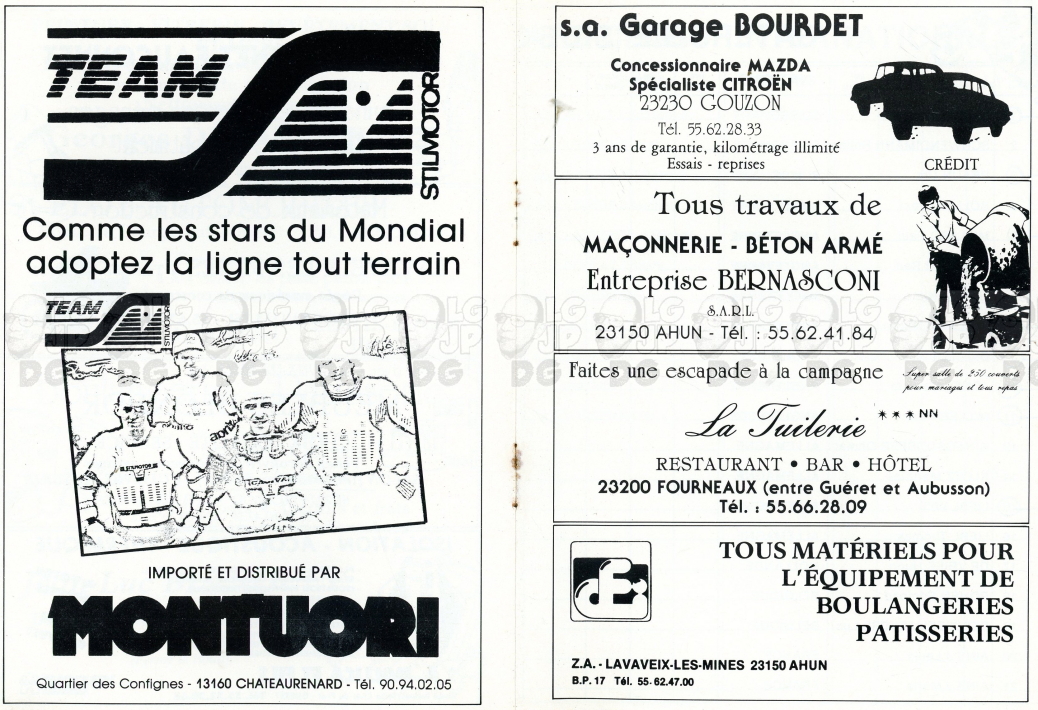 TEAM
STILMOTOR
Comme les stars du Mondial
adoptez la ligne tout terrain
TEAM
STILMOTOR
STILMOTOR
aprilia
IMPORTÉ ET DISTRIBUÉ PAR
MONTUORI
Quartier des Confignes - 13160 CHATEAURENARD - Tél. 90.94.02.05
s.a. Garage BOURDET
Concessionnaire MAZDA
Spécialiste CITROËN
23230 GOUZON
Tél. 55.62.28.33
3 ans de garantie, kilométrage illimité
Essais - reprises
CRÉDIT
Tous travaux de
MAÇONNERIE - BÉTON ARMÉ
Entreprise BERNASCONI
S.A.R.L.
23150 AHUN - Tél. : 55.62.41.84
Faites une escapade à la campagne
Super salle de 250 couverts
pour mariages et tous repas
La Tuilerie ***NN
RESTAURANT • BAR • HÔTEL
23200 FOURNEAUX (entre Guéret et Aubusson)
Tél. : 55.66.28.09
TOUS MATÉRIELS POUR
L'ÉQUIPEMENT DE
BOULANGERIES
PATISSERIES
Z.A. - LAVAVEIX-LES-MINES 23150 AHUN
B.P. 17 Tél. 55.62.47.00
LG JP DG